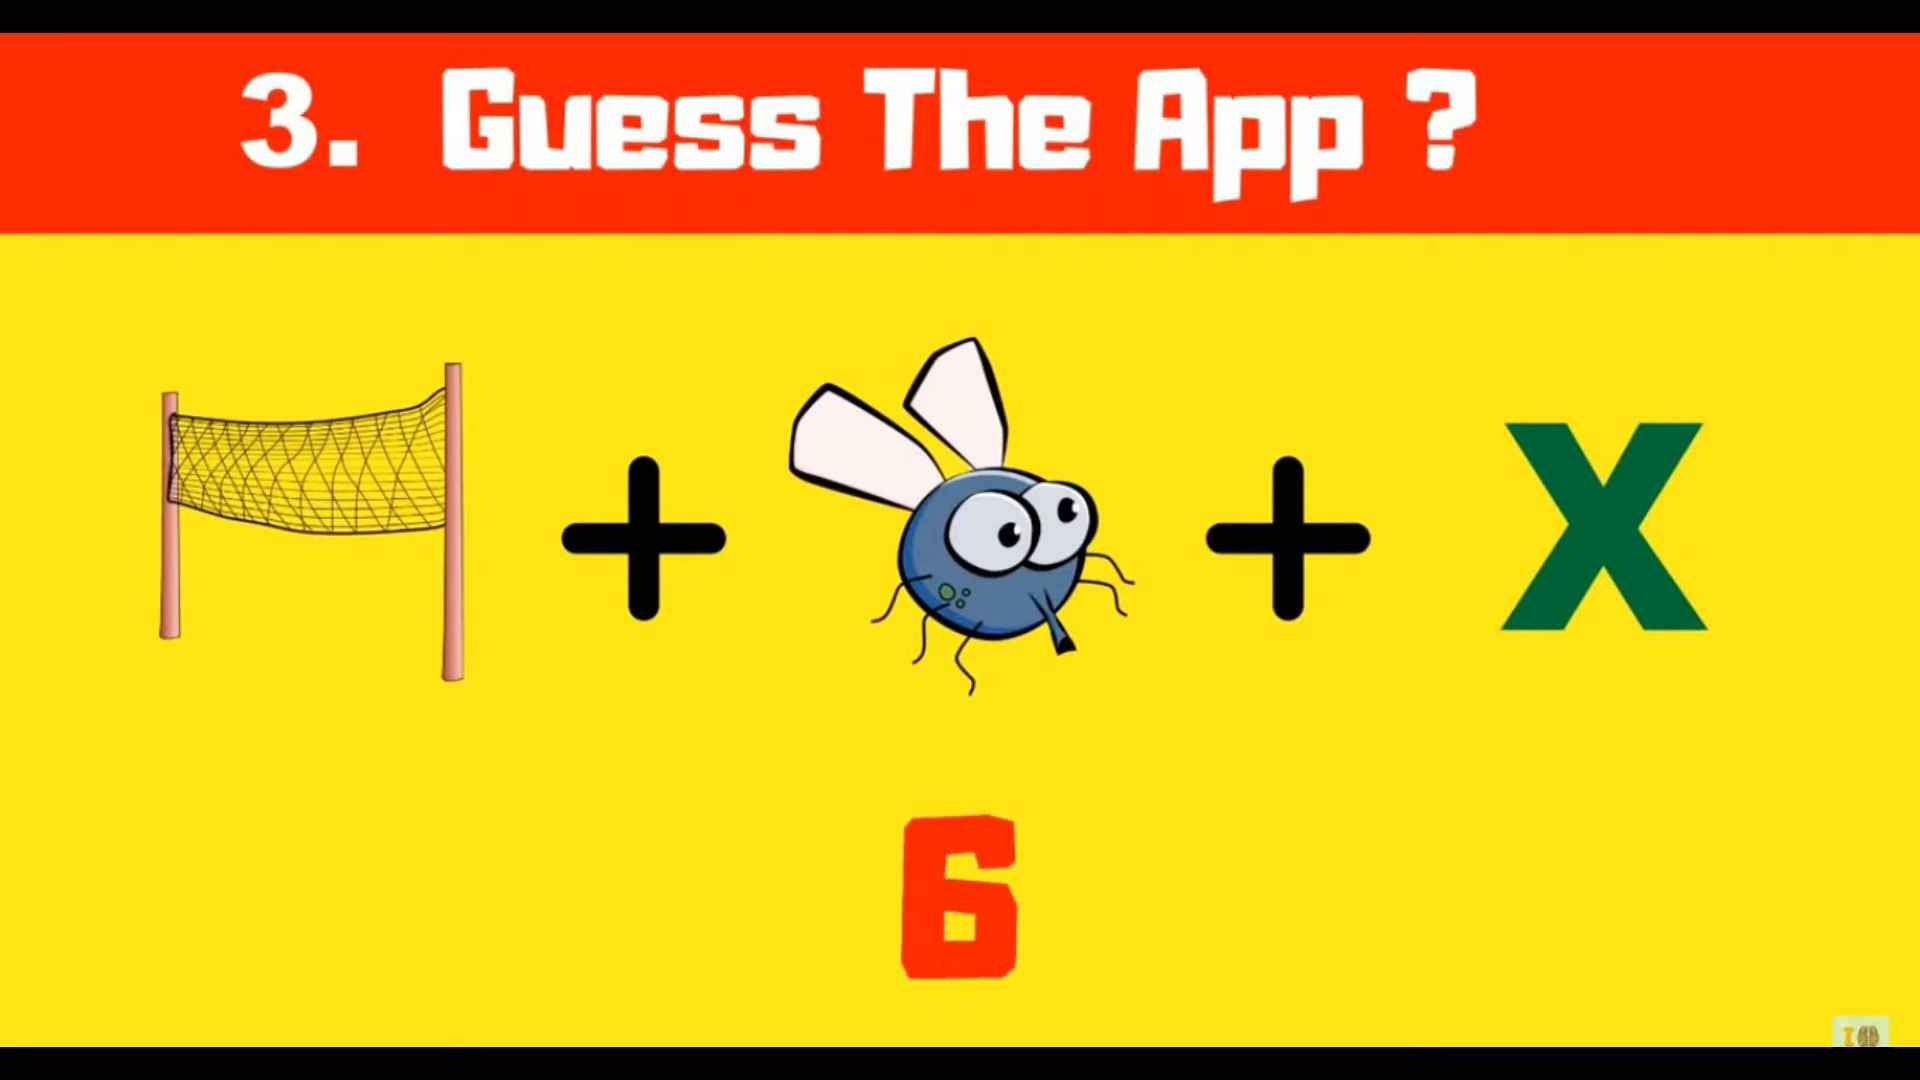 3. Guess The App ?
+ + X
6